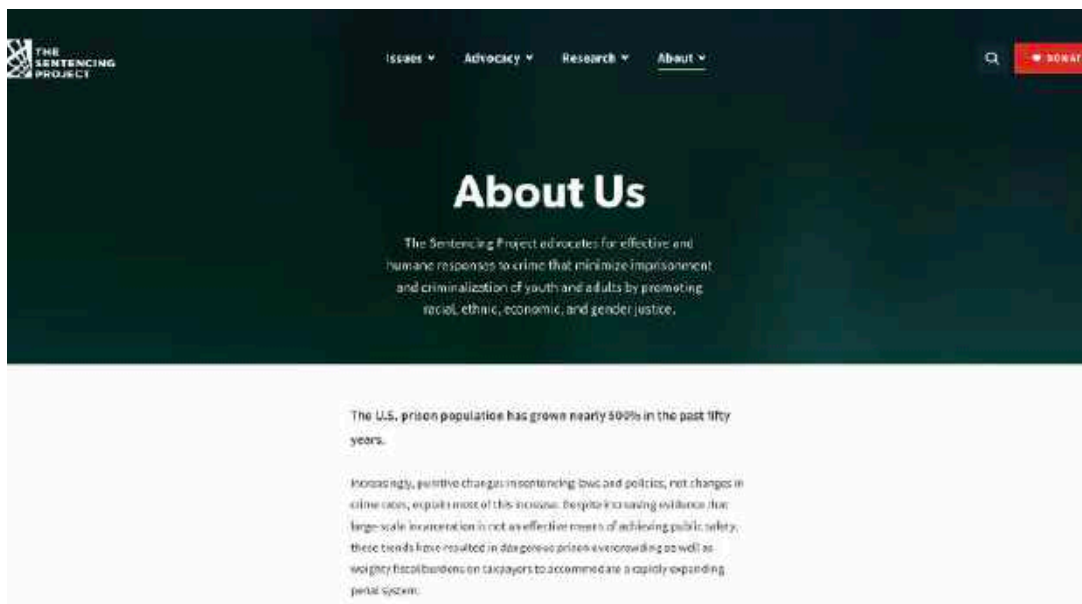 THE
SENTENCING
PROJECT
Issues
Advocacy
Research
About
DONAT
About Us
The Sentencing Project advocates for effective and
humane responses to crime that minimize imprisonment
and criminalization of youth and adults by promoting
racial, ethnic, economic, and gender justice.
The U.S. prison population has grown nearly 500% in the past fifty
years.
Increasingly, punitive changes in sentencing laws and policies, not changes in
crime rates, explain most of this increase. Despite increasing evidence that
large-scale incarceration is not an effective means of achieving public safety,
these trends have resulted in dangerous prison overcrowding as well as
weighty fiscal burdens on taxpayers to accommodate a rapidly expanding
penal system.